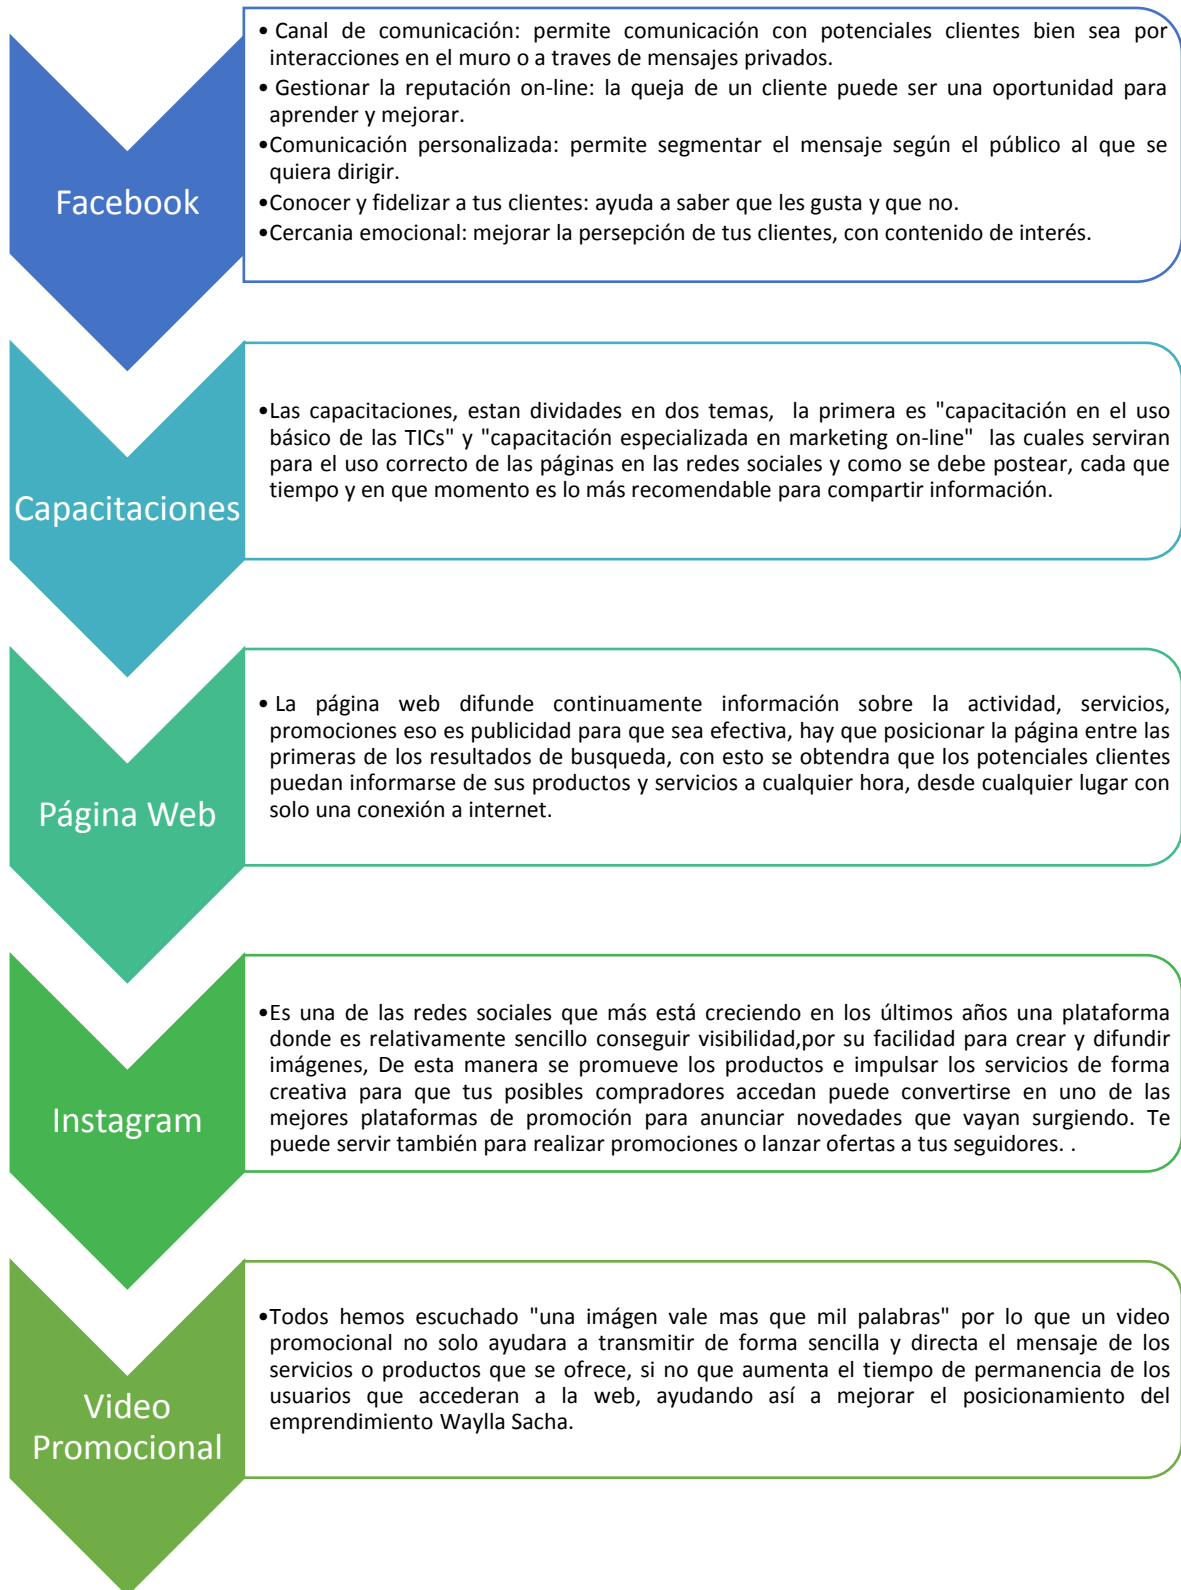 Facebook
• Canal de comunicación: permite comunicación con potenciales clientes bien sea por
interacciones en el muro o a traves de mensajes privados.
• Gestionar la reputación on-line: la queja de un cliente puede ser una oportunidad para
aprender y mejorar.
•Comunicación personalizada: permite segmentar el mensaje según el público al que se
quiera dirigir.
•Conocer y fidelizar a tus clientes: ayuda a saber que les gusta y que no.
•Cercania emocional: mejorar la persepción de tus clientes, con contenido de interés.
Capacitaciones
•Las capacitaciones, estan dividades en dos temas, la primera es "capacitación en el uso
básico de las TICs" y "capacitación especializada en marketing on-line" las cuales serviran
para el uso correcto de las páginas en las redes sociales y como se debe postear, cada que
tiempo y en que momento es lo más recomendable para compartir información.
Página Web
• La página web difunde continuamente información sobre la actividad, servicios,
promociones eso es publicidad para que sea efectiva, hay que posicionar la página entre las
primeras de los resultados de busqueda, con esto se obtendra que los potenciales clientes
puedan informarse de sus productos y servicios a cualquier hora, desde cualquier lugar con
solo una conexión a internet.
Instagram
•Es una de las redes sociales que más está creciendo en los últimos años una plataforma
donde es relativamente sencillo conseguir visibilidad,por su facilidad para crear y difundir
imágenes, De esta manera se promueve los productos e impulsar los servicios de forma
creativa para que tus posibles compradores accedan puede convertirse en uno de las
mejores plataformas de promoción para anunciar novedades que vayan surgiendo. Te
puede servir también para realizar promociones o lanzar ofertas a tus seguidores. .
Video
Promocional
•Todos hemos escuchado "una imágen vale mas que mil palabras" por lo que un video
promocional no solo ayudara a transmitir de forma sencilla y directa el mensaje de los
servicios o productos que se ofrece, si no que aumenta el tiempo de permanencia de los
usuarios que accederan a la web, ayudando así a mejorar el posicionamiento del
emprendimiento Waylla Sacha.